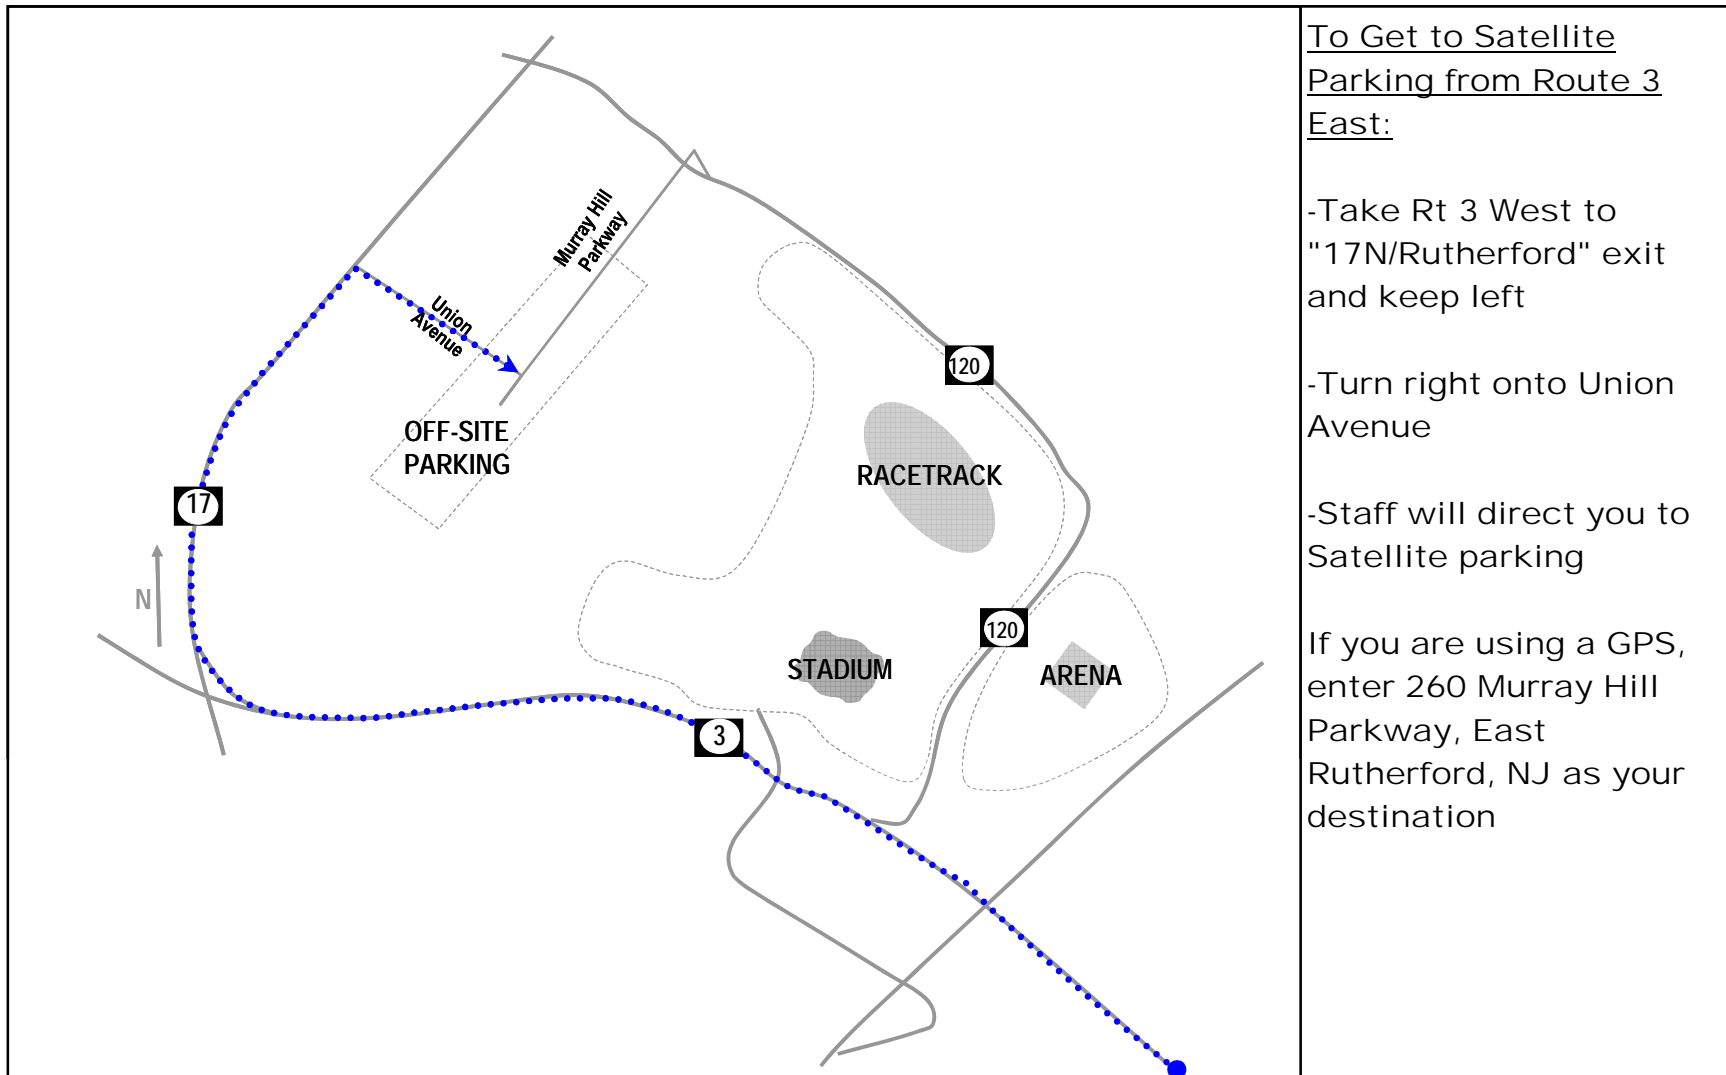 Murray Hill
Parkway
Union
Avenue
120
OFF-SITE
PARKING
RACETRACK
17
N
120
STADIUM
ARENA
3
To Get to Satellite
Parking from Route 3
East:
-Take Rt 3 West to
"17N/Rutherford" exit
and keep left
-Turn right onto Union
Avenue
-Staff will direct you to
Satellite parking
If you are using a GPS,
enter 260 Murray Hill
Parkway, East
Rutherford, NJ as your
destination